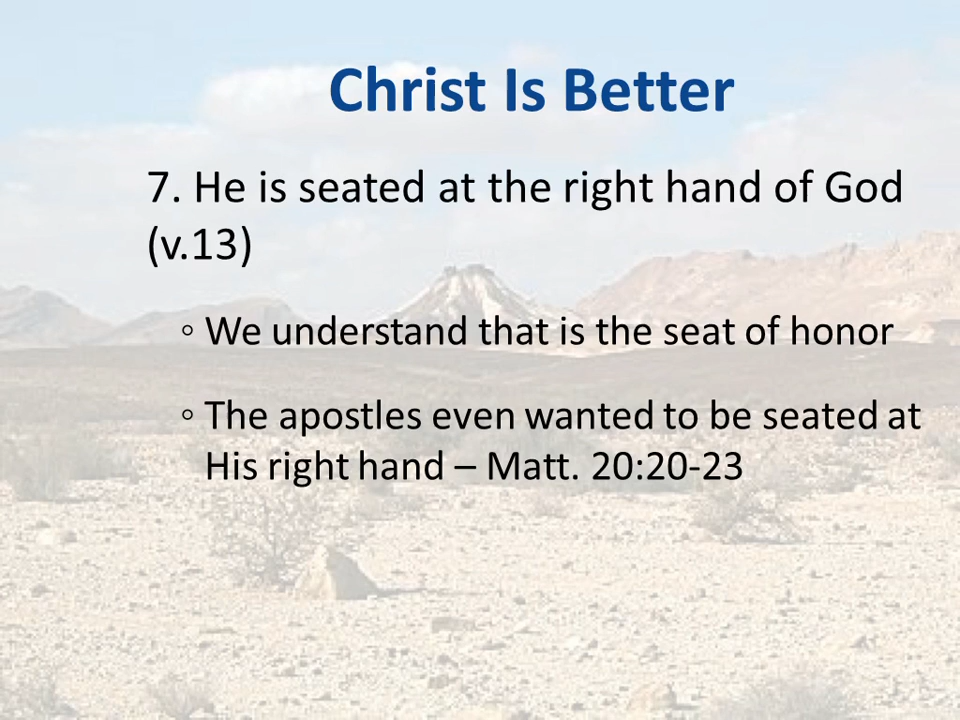 Christ Is Better
7. He is seated at the right hand of God
(v.13)
◦ We understand that is the seat of honor
◦ The apostles even wanted to be seated at
His right hand – Matt. 20:20-23